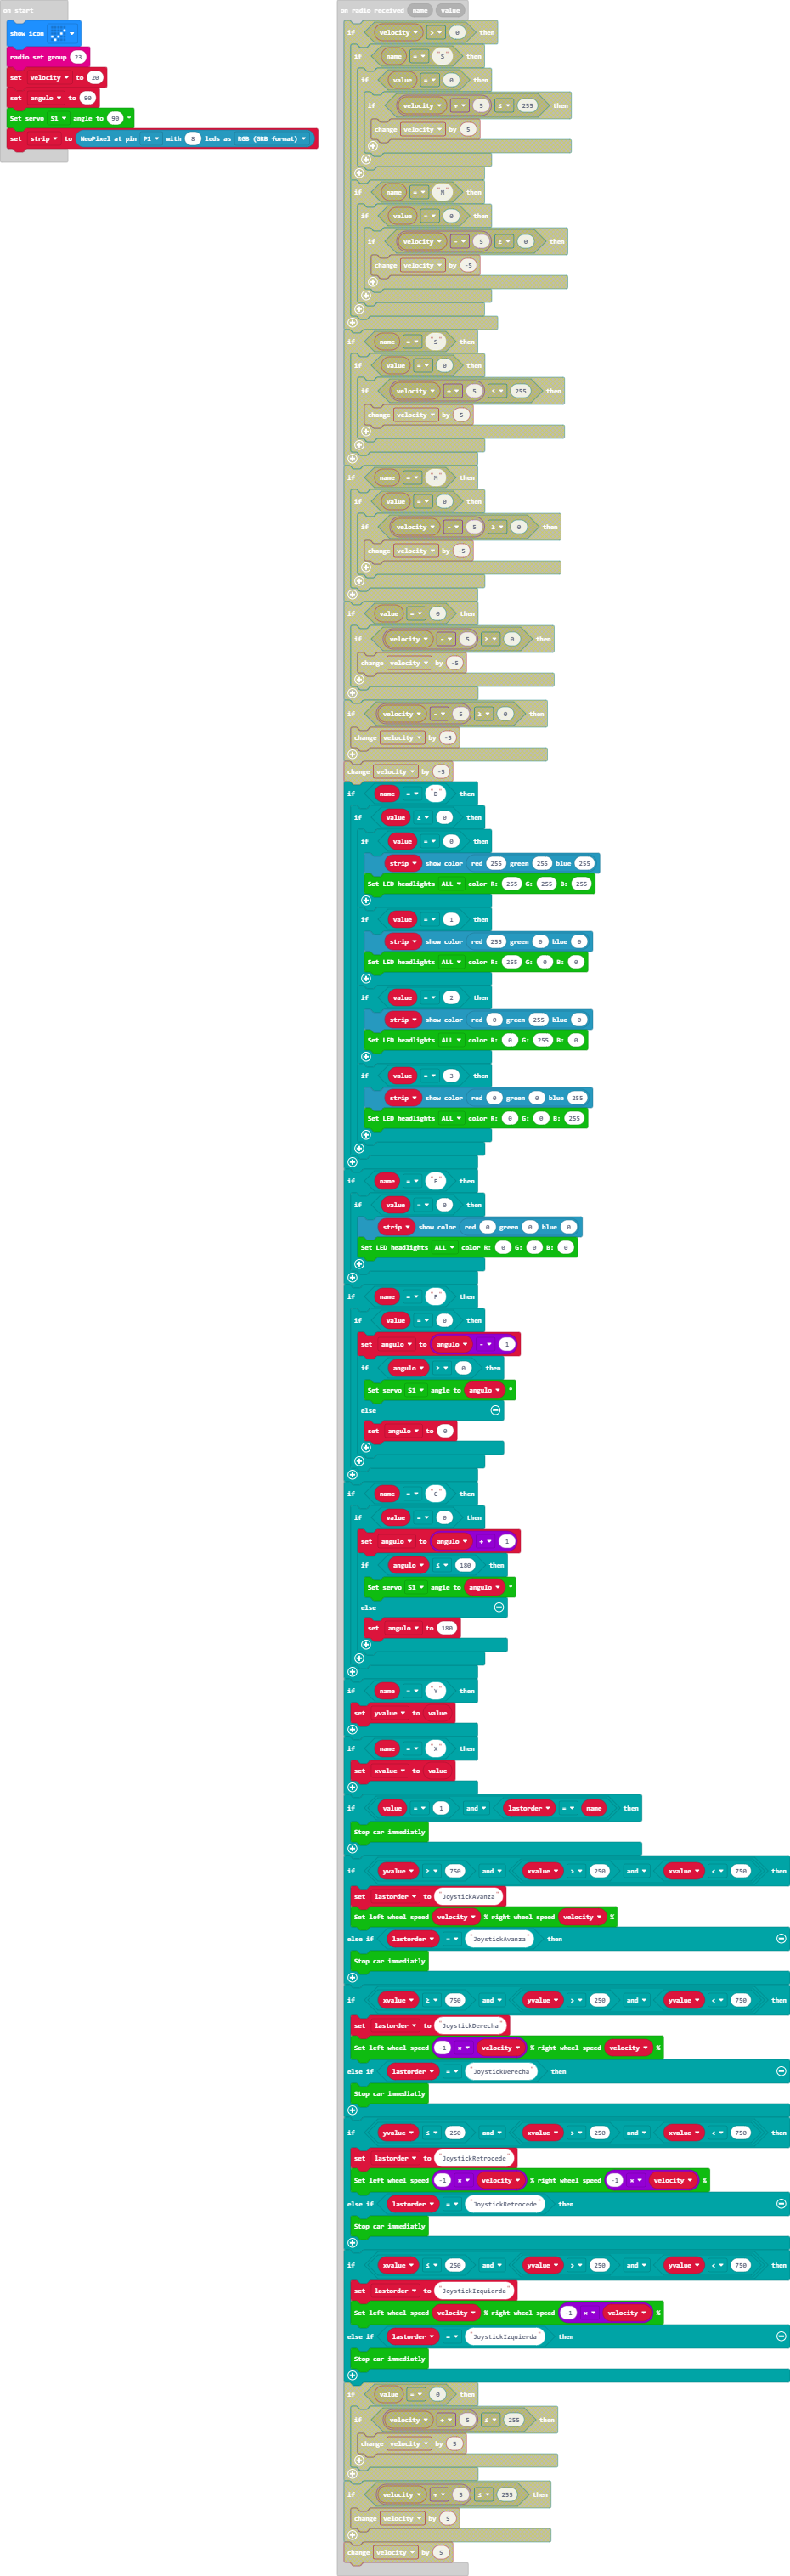 on start
show icon
radio set group 23
set velocity to 20
set angulo to 90
Set servo S1 angle to 90 °
set strip to NeoPixel at pin P1 with 8 leds as RGB (GRB format)
on radio received name value
if velocity > 0 then
if name = "S" then
if value = 0 then
if velocity + 5 ≤ 255 then
change velocity by 5
if name = "M" then
if value = 0 then
if velocity - 5 ≥ 0 then
change velocity by -5
if name = "S" then
if value = 0 then
if velocity + 5 ≤ 255 then
change velocity by 5
if name = "M" then
if value = 0 then
if velocity - 5 ≥ 0 then
change velocity by -5
if value = 0 then
if velocity - 5 ≥ 0 then
change velocity by -5
if velocity - 5 ≥ 0 then
change velocity by -5
change velocity by -5
if name = "D" then
if value ≥ 0 then
if value = 0 then
strip show color red 255 green 255 blue 255
Set LED headlights ALL color R: 255 G: 255 B: 255
if value = 1 then
strip show color red 255 green 0 blue 0
Set LED headlights ALL color R: 255 G: 0 B: 0
if value = 2 then
strip show color red 0 green 255 blue 0
Set LED headlights ALL color R: 0 G: 255 B: 0
if value = 3 then
strip show color red 0 green 0 blue 255
Set LED headlights ALL color R: 0 G: 0 B: 255
if name = "E" then
if value = 0 then
strip show color red 0 green 0 blue 0
Set LED headlights ALL color R: 0 G: 0 B: 0
if name = "F" then
if value = 0 then
set angulo to angulo - 1
if angulo ≥ 0 then
Set servo S1 angle to angulo °
else
set angulo to 0
if name = "C" then
if value = 0 then
set angulo to angulo + 1
if angulo ≤ 180 then
Set servo S1 angle to angulo °
else
set angulo to 180
if name = "Y" then
set yvalue to value
if name = "X" then
set xvalue to value
if value = 1 and lastorder = name then
Stop car immediatly
if yvalue ≥ 750 and xvalue > 250 and xvalue < 750 then
set lastorder to "JoystickAvanza"
Set left wheel speed velocity % right wheel speed velocity %
else if lastorder = "JoystickAvanza" then
Stop car immediatly
if xvalue ≥ 750 and yvalue > 250 and yvalue < 750 then
set lastorder to "JoystickDerecha"
Set left wheel speed -1 × velocity % right wheel speed velocity %
else if lastorder = "JoystickDerecha" then
Stop car immediatly
if yvalue ≤ 250 and xvalue > 250 and xvalue < 750 then
set lastorder to "JoystickRetrocede"
Set left wheel speed -1 × velocity % right wheel speed -1 × velocity %
else if lastorder = "JoystickRetrocede" then
Stop car immediatly
if xvalue ≤ 250 and yvalue > 250 and yvalue < 750 then
set lastorder to "JoystickIzquierda"
Set left wheel speed velocity % right wheel speed -1 × velocity %
else if lastorder = "JoystickIzquierda" then
Stop car immediatly
if value = 0 then
if velocity + 5 ≤ 255 then
change velocity by 5
if velocity + 5 ≤ 255 then
change velocity by 5
change velocity by 5